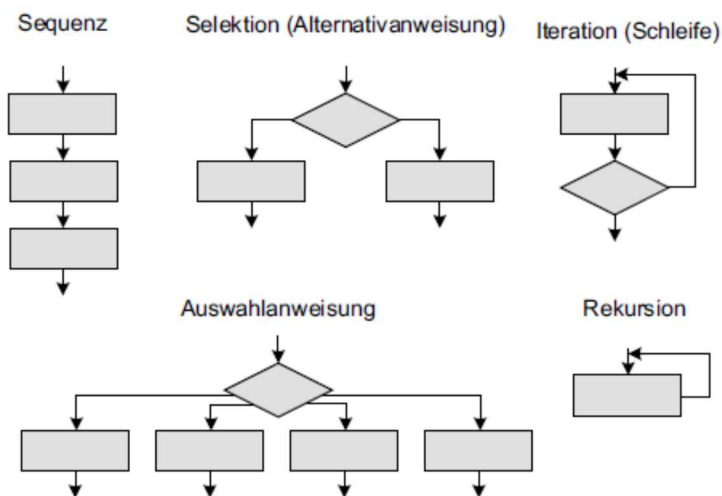 Sequenz
Selektion (Alternativanweisung)
Iteration (Schleife)
Auswahlanweisung
Rekursion